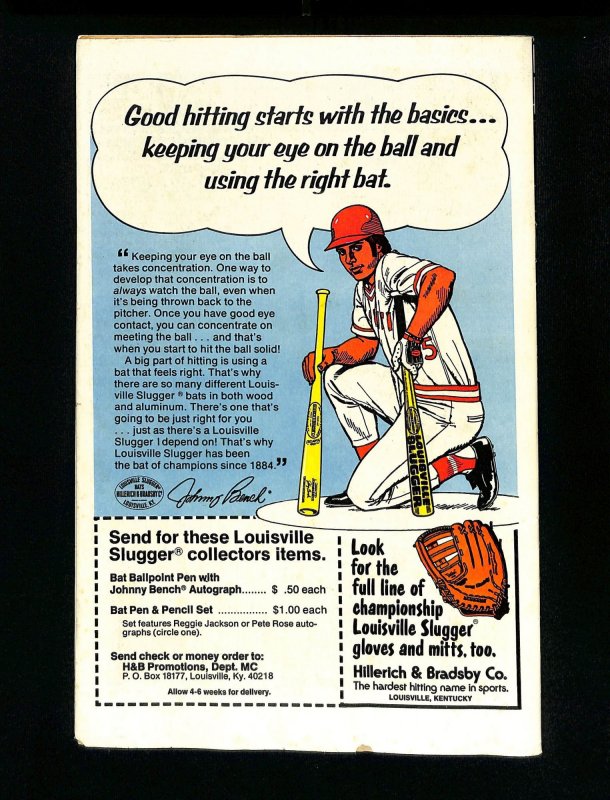 Good hitting starts with the basics...
keeping your eye on the ball and
using the right bat.
“Keeping your eye on the ball
takes concentration. One way to
develop that concentration is to
always watch the ball, even when
it's being thrown back to the
pitcher. Once you have good eye
contact, you can concentrate on
meeting the ball . . . and that's
when you start to hit the ball solid!
A big part of hitting is using a
bat that feels right. That's why
there are so many different Louis-
ville Slugger® bats in both wood
and aluminum. There's one that's
going to be just right for you
. . . just as there's a Louisville
Slugger I depend on! That's why
Louisville Slugger has been
the bat of champions since 1884.”
LOUISVILLE SLUGGER
BATS
HILLERICH & BRADSBY Co
LOUISVILLE, KY.
Johnny Bench®
5
LOUISVILLE
SLUGGER
Send for these Louisville
Slugger® collectors items.
Bat Ballpoint Pen with
Johnny Bench® Autograph........ $ .50 each
Bat Pen & Pencil Set ................ $1.00 each
Set features Reggie Jackson or Pete Rose auto-
graphs (circle one).
Send check or money order to:
H&B Promotions, Dept. MC
P. O. Box 18177, Louisville, Ky. 40218
Allow 4-6 weeks for delivery.
Look
for the
full line of
championship
Louisville Slugger®
gloves and mitts, too.
Hillerich & Bradsby Co.
The hardest hitting name in sports.
LOUISVILLE, KENTUCKY